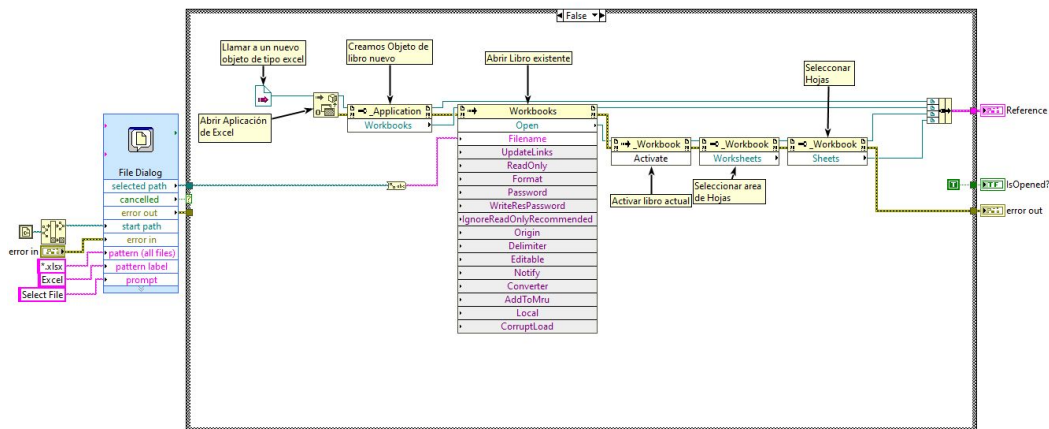 False
Llamar a un nuevo
objeto de tipo excel
Creamos Objeto de
libro nuevo
Abrir Libro existente
Selecconar
Hojas
Abrir Aplicación
de Excel
_Application
Workbooks
Workbooks
Open
Filename
UpdateLinks
ReadOnly
Format
Password
WriteResPassword
IgnoreReadOnlyRecommended
Origin
Delimiter
Editable
Notify
Converter
AddToMru
Local
CorruptLoad
_Workbook
Activate
_Workbook
Worksheets
_Workbook
Sheets
Activar libro actual
Seleccionar area
de Hojas
Reference
T
TF
IsOpened?
error out
File Dialog
selected path
cancelled
error out
start path
error in
pattern (all files)
pattern label
prompt
error in
*.xlsx
Excel
Select File